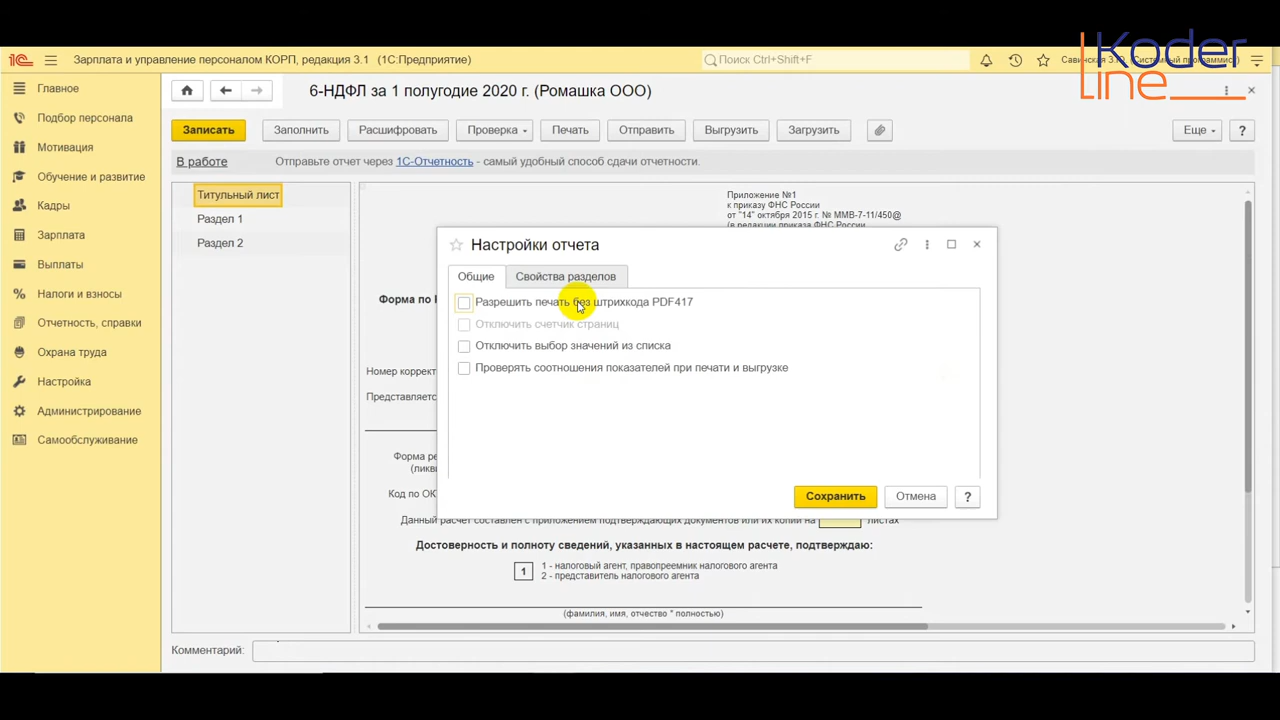 Koder
Line
1С Зарплата и управление персоналом КОРП, редакция 3.1 (1С:Предприятие) Поиск Ctrl+Shift+F
Главное
Подбор персонала
Мотивация
Обучение и развитие
Кадры
Зарплата
Выплаты
Налоги и взносы
Отчетность, справки
Охрана труда
Настройка
Администрирование
Самообслуживание
6-НДФЛ за 1 полугодие 2020 г. (Ромашка ООО)
Записать Заполнить Расшифровать Проверка Печать Отправить Выгрузить Загрузить Еще ?
В работе Отправьте отчет через 1С-Отчетность - самый удобный способ сдачи отчетности.
Титульный лист
Раздел 1
Раздел 2
Приложение №1
к приказу ФНС России
от "14" октября 2015 г. № ММВ-7-11/450@
Форма по
Номер коррект
Представляетс
Форма ре
(ликв
Код по ОК
Настройки отчета
Общие Свойства разделов
Разрешить печать без штрихкода PDF417
Отключить счетчик страниц
Отключить выбор значений из списка
Проверять соотношения показателей при печати и выгрузке
Сохранить Отмена ?
Данный расчет составлен с приложением подтверждающих документов или их копий на листах
Достоверность и полноту сведений, указанных в настоящем расчете, подтверждаю:
1 1 - налоговый агент, правопреемник налогового агента
2 - представитель налогового агента
(фамилия, имя, отчество * полностью)
Комментарий: